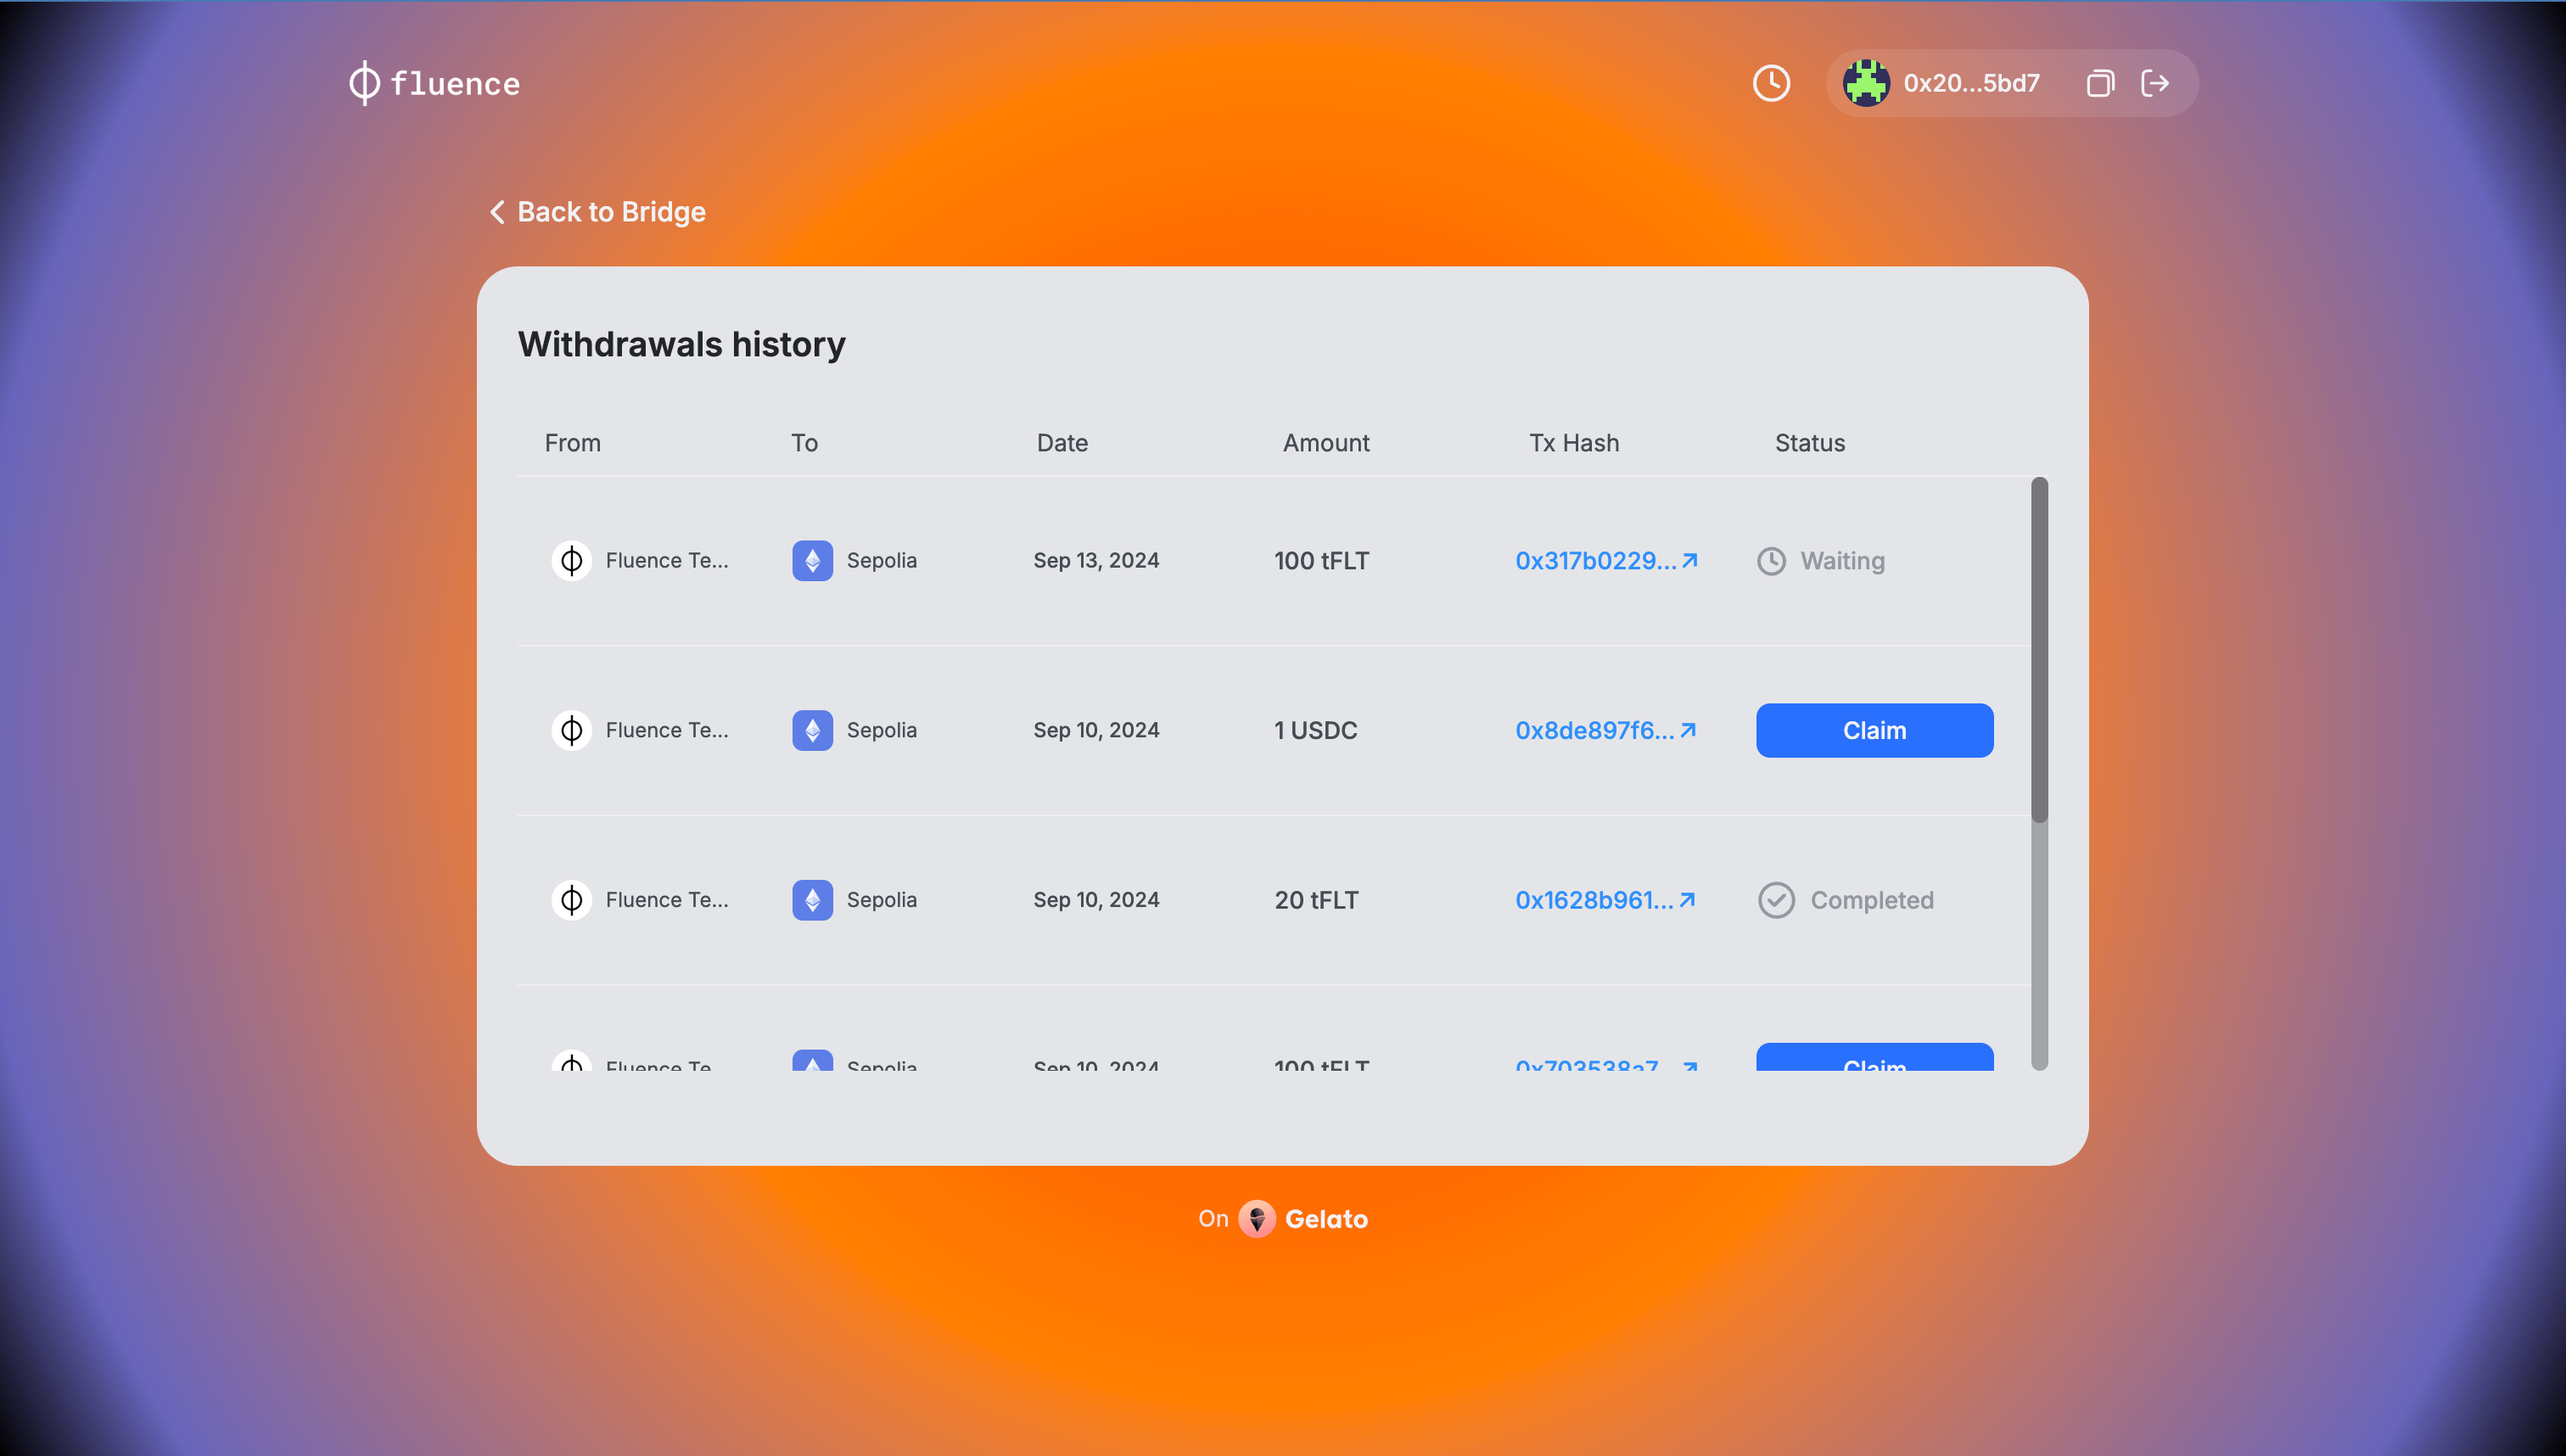 fluence
0x20...5bd7
Back to Bridge
Withdrawals history
From To Date Amount Tx Hash Status
Fluence Te... Sepolia Sep 13, 2024 100 tFLT 0x317b0229... Waiting
Fluence Te... Sepolia Sep 10, 2024 1 USDC 0x8de897f6... Claim
Fluence Te... Sepolia Sep 10, 2024 20 tFLT 0x1628b961... Completed
Fluence Te... Sepolia Sep 10, 2024 100 tFLT 0x703538a7... Claim
On Gelato